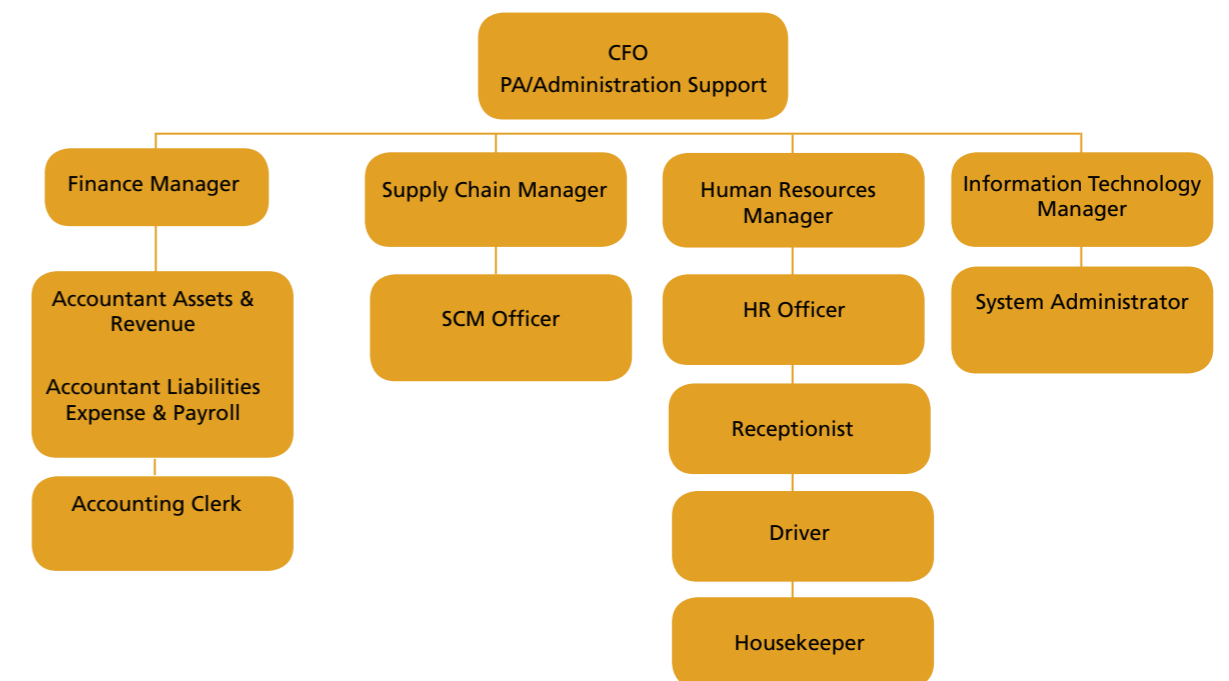 CFO
PA/Administration Support
Finance Manager
Supply Chain Manager
Human Resources
Manager
Information Technology
Manager
Accountant Assets &
Revenue
Accountant Liabilities
Expense & Payroll
SCM Officer
HR Officer
System Administrator
Receptionist
Accounting Clerk
Driver
Housekeeper